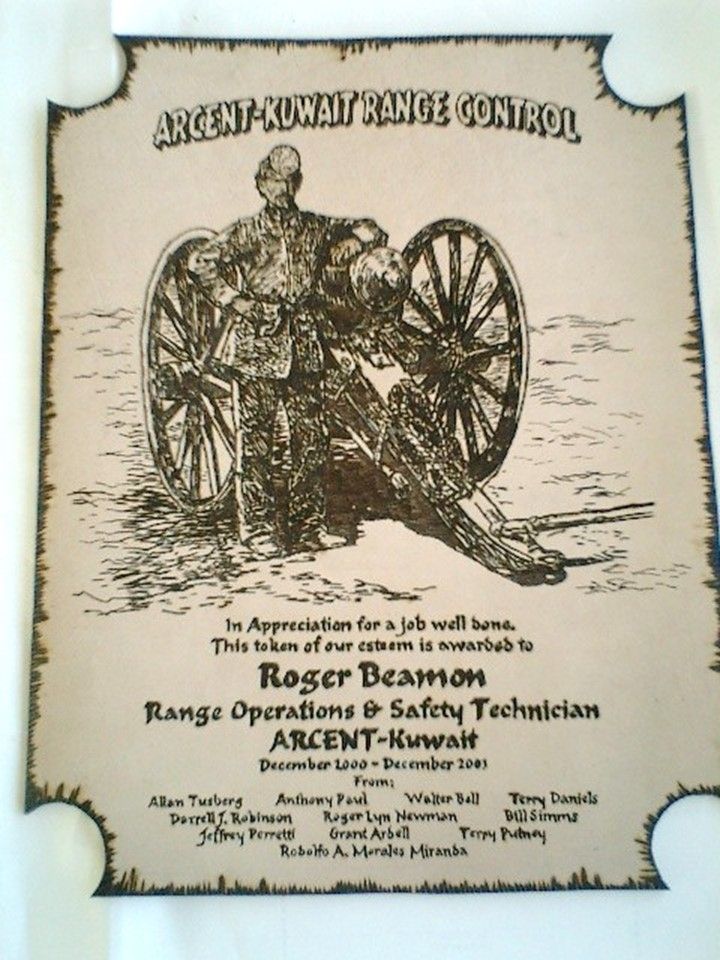 ARCENT-KUWAIT RANGE CONTROL
In Appreciation for a job well done.
This token of our esteem is awarded to
Roger Beamon
Range Operations & Safety Technician
ARCENT-Kuwait
December 2000 - December 2003
From:
Allan Tusberg Anthony Paul Walter Bell Terry Daniels
Darrell J. Robinson Roger Lyn Newman Bill Simms
Jeffrey Perretti Grant Arbell Terry Putney
Rodolfo A. Morales Miranda